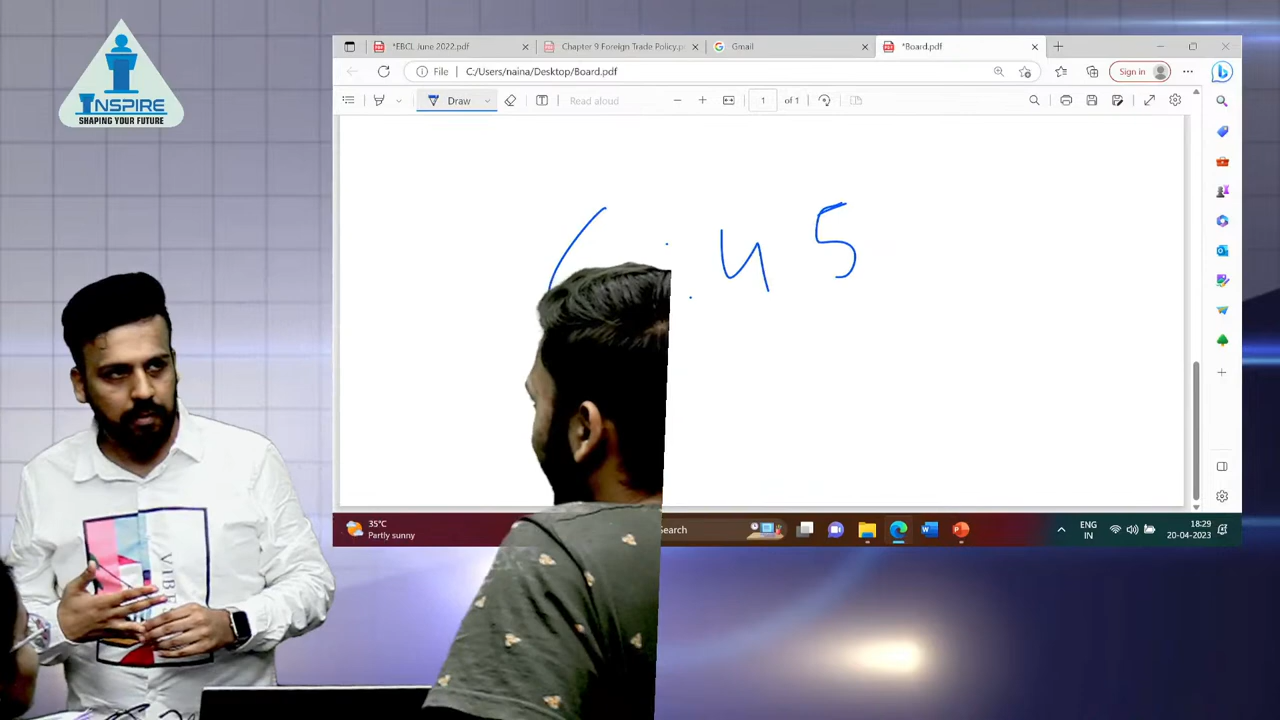 INSPIRE
SHAPING YOUR FUTURE
*EBCL June 2022.pdf
Chapter 9 Foreign Trade Policy.p
Gmail
*Board.pdf
File
C:/Users/naina/Desktop/Board.pdf
Sign in
Draw
Read aloud
1
of 1
: 45
VIBE
35°C
Partly sunny
Search
ENG
IN
18:29
20-04-2023